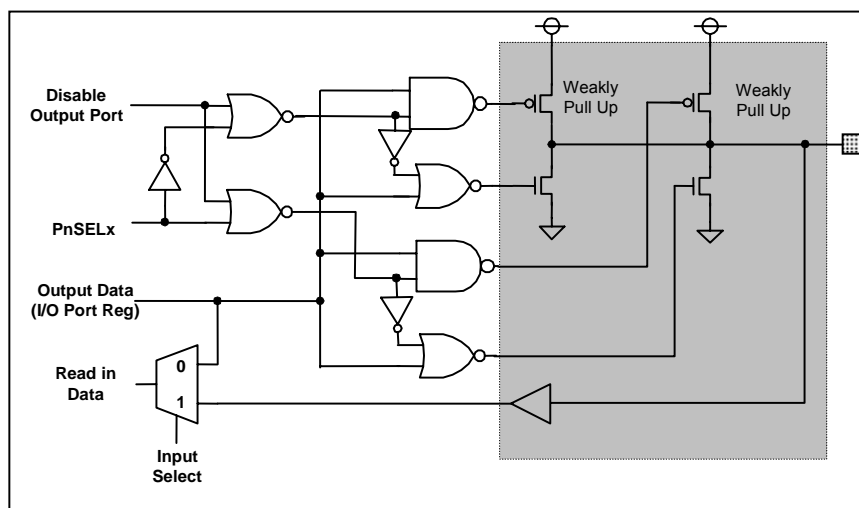 Disable
Output Port
Weakly
Pull Up
Weakly
Pull Up
PnSELx
Output Data
(I/O Port Reg)
Read in
Data
0
1
Input
Select